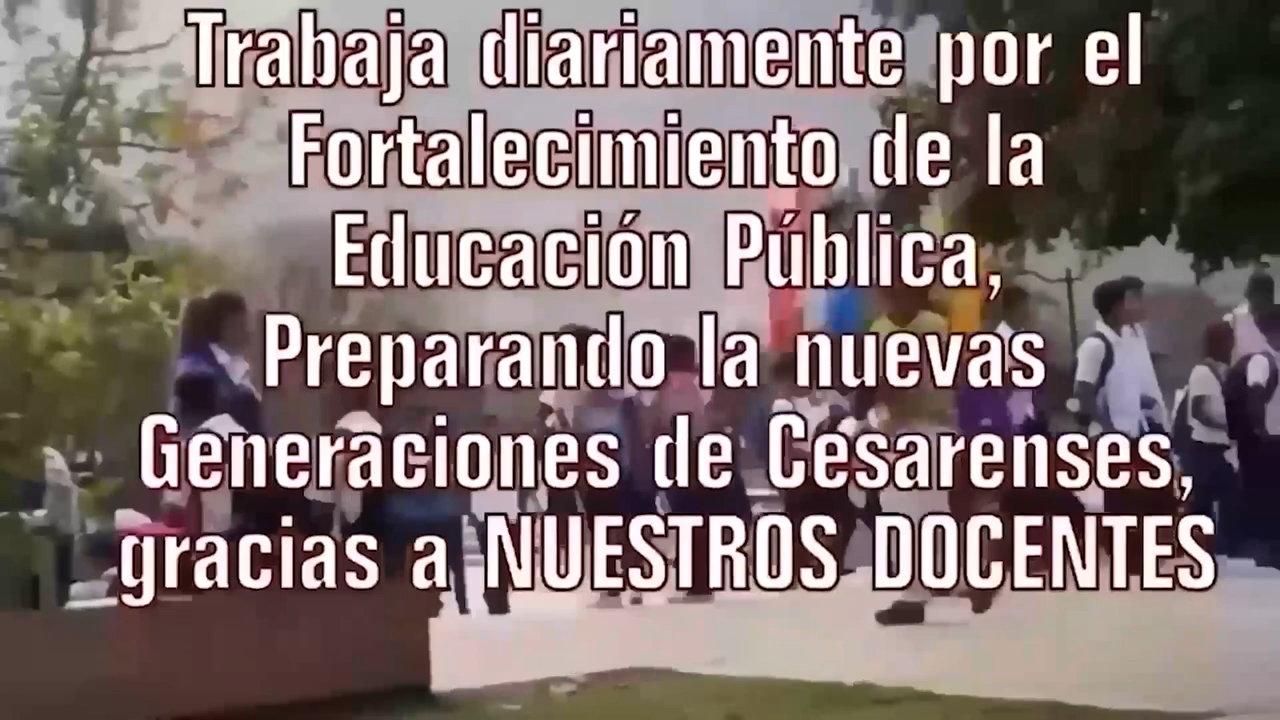 Trabaja diariamente por el
Fortalecimiento de la
Educación Pública,
Preparando la nuevas
Generaciones de Cesarenses,
gracias a NUESTROS DOCENTES